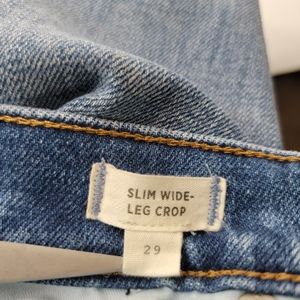 SLIM WIDE-
LEG CROP
29